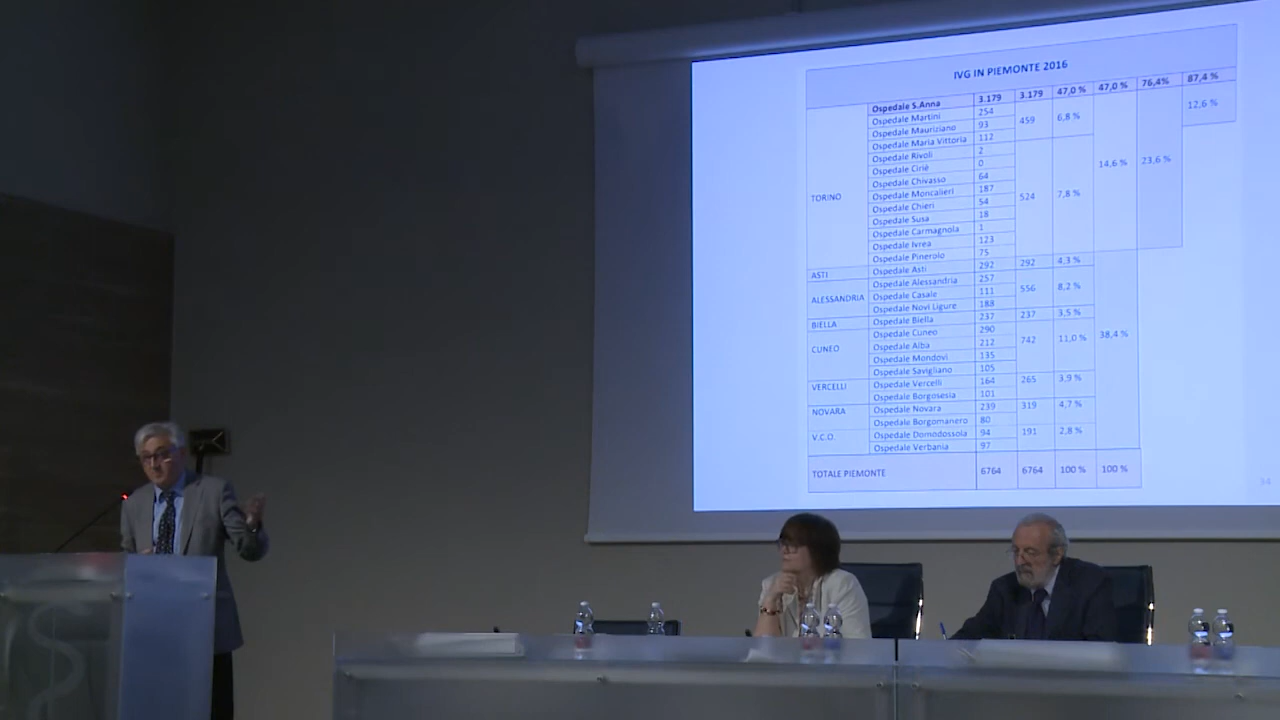 IVG IN PIEMONTE 2016
TORINO Ospedale S.Anna 3.179 3.179 47,0 % 47,0 % 76,4% 87,4 %
Ospedale Martini 254 459 6,8 % 14,6 % 23,6 % 12,6 %
Ospedale Mauriziano 93
Ospedale Maria Vittoria 112
Ospedale Rivoli 2 524 7,8 %
Ospedale Ciriè 0
Ospedale Chivasso 64
Ospedale Moncalieri 187
Ospedale Chieri 54
Ospedale Susa 18
Ospedale Carmagnola 1
Ospedale Ivrea 123
Ospedale Pinerolo 75
ASTI Ospedale Asti 292 292 4,3 % 38,4 %
ALESSANDRIA Ospedale Alessandria 257 556 8,2 %
Ospedale Casale 111
Ospedale Novi Ligure 188
BIELLA Ospedale Biella 237 237 3,5 %
CUNEO Ospedale Cuneo 290 742 11,0 %
Ospedale Alba 212
Ospedale Mondovì 135
Ospedale Savigliano 105
VERCELLI Ospedale Vercelli 164 265 3,9 %
Ospedale Borgosesia 101
NOVARA Ospedale Novara 239 319 4,7 %
Ospedale Borgomanero 80
V.C.O. Ospedale Domodossola 94 191 2,8 %
Ospedale Verbania 97
TOTALE PIEMONTE 6764 6764 100 % 100 %
34